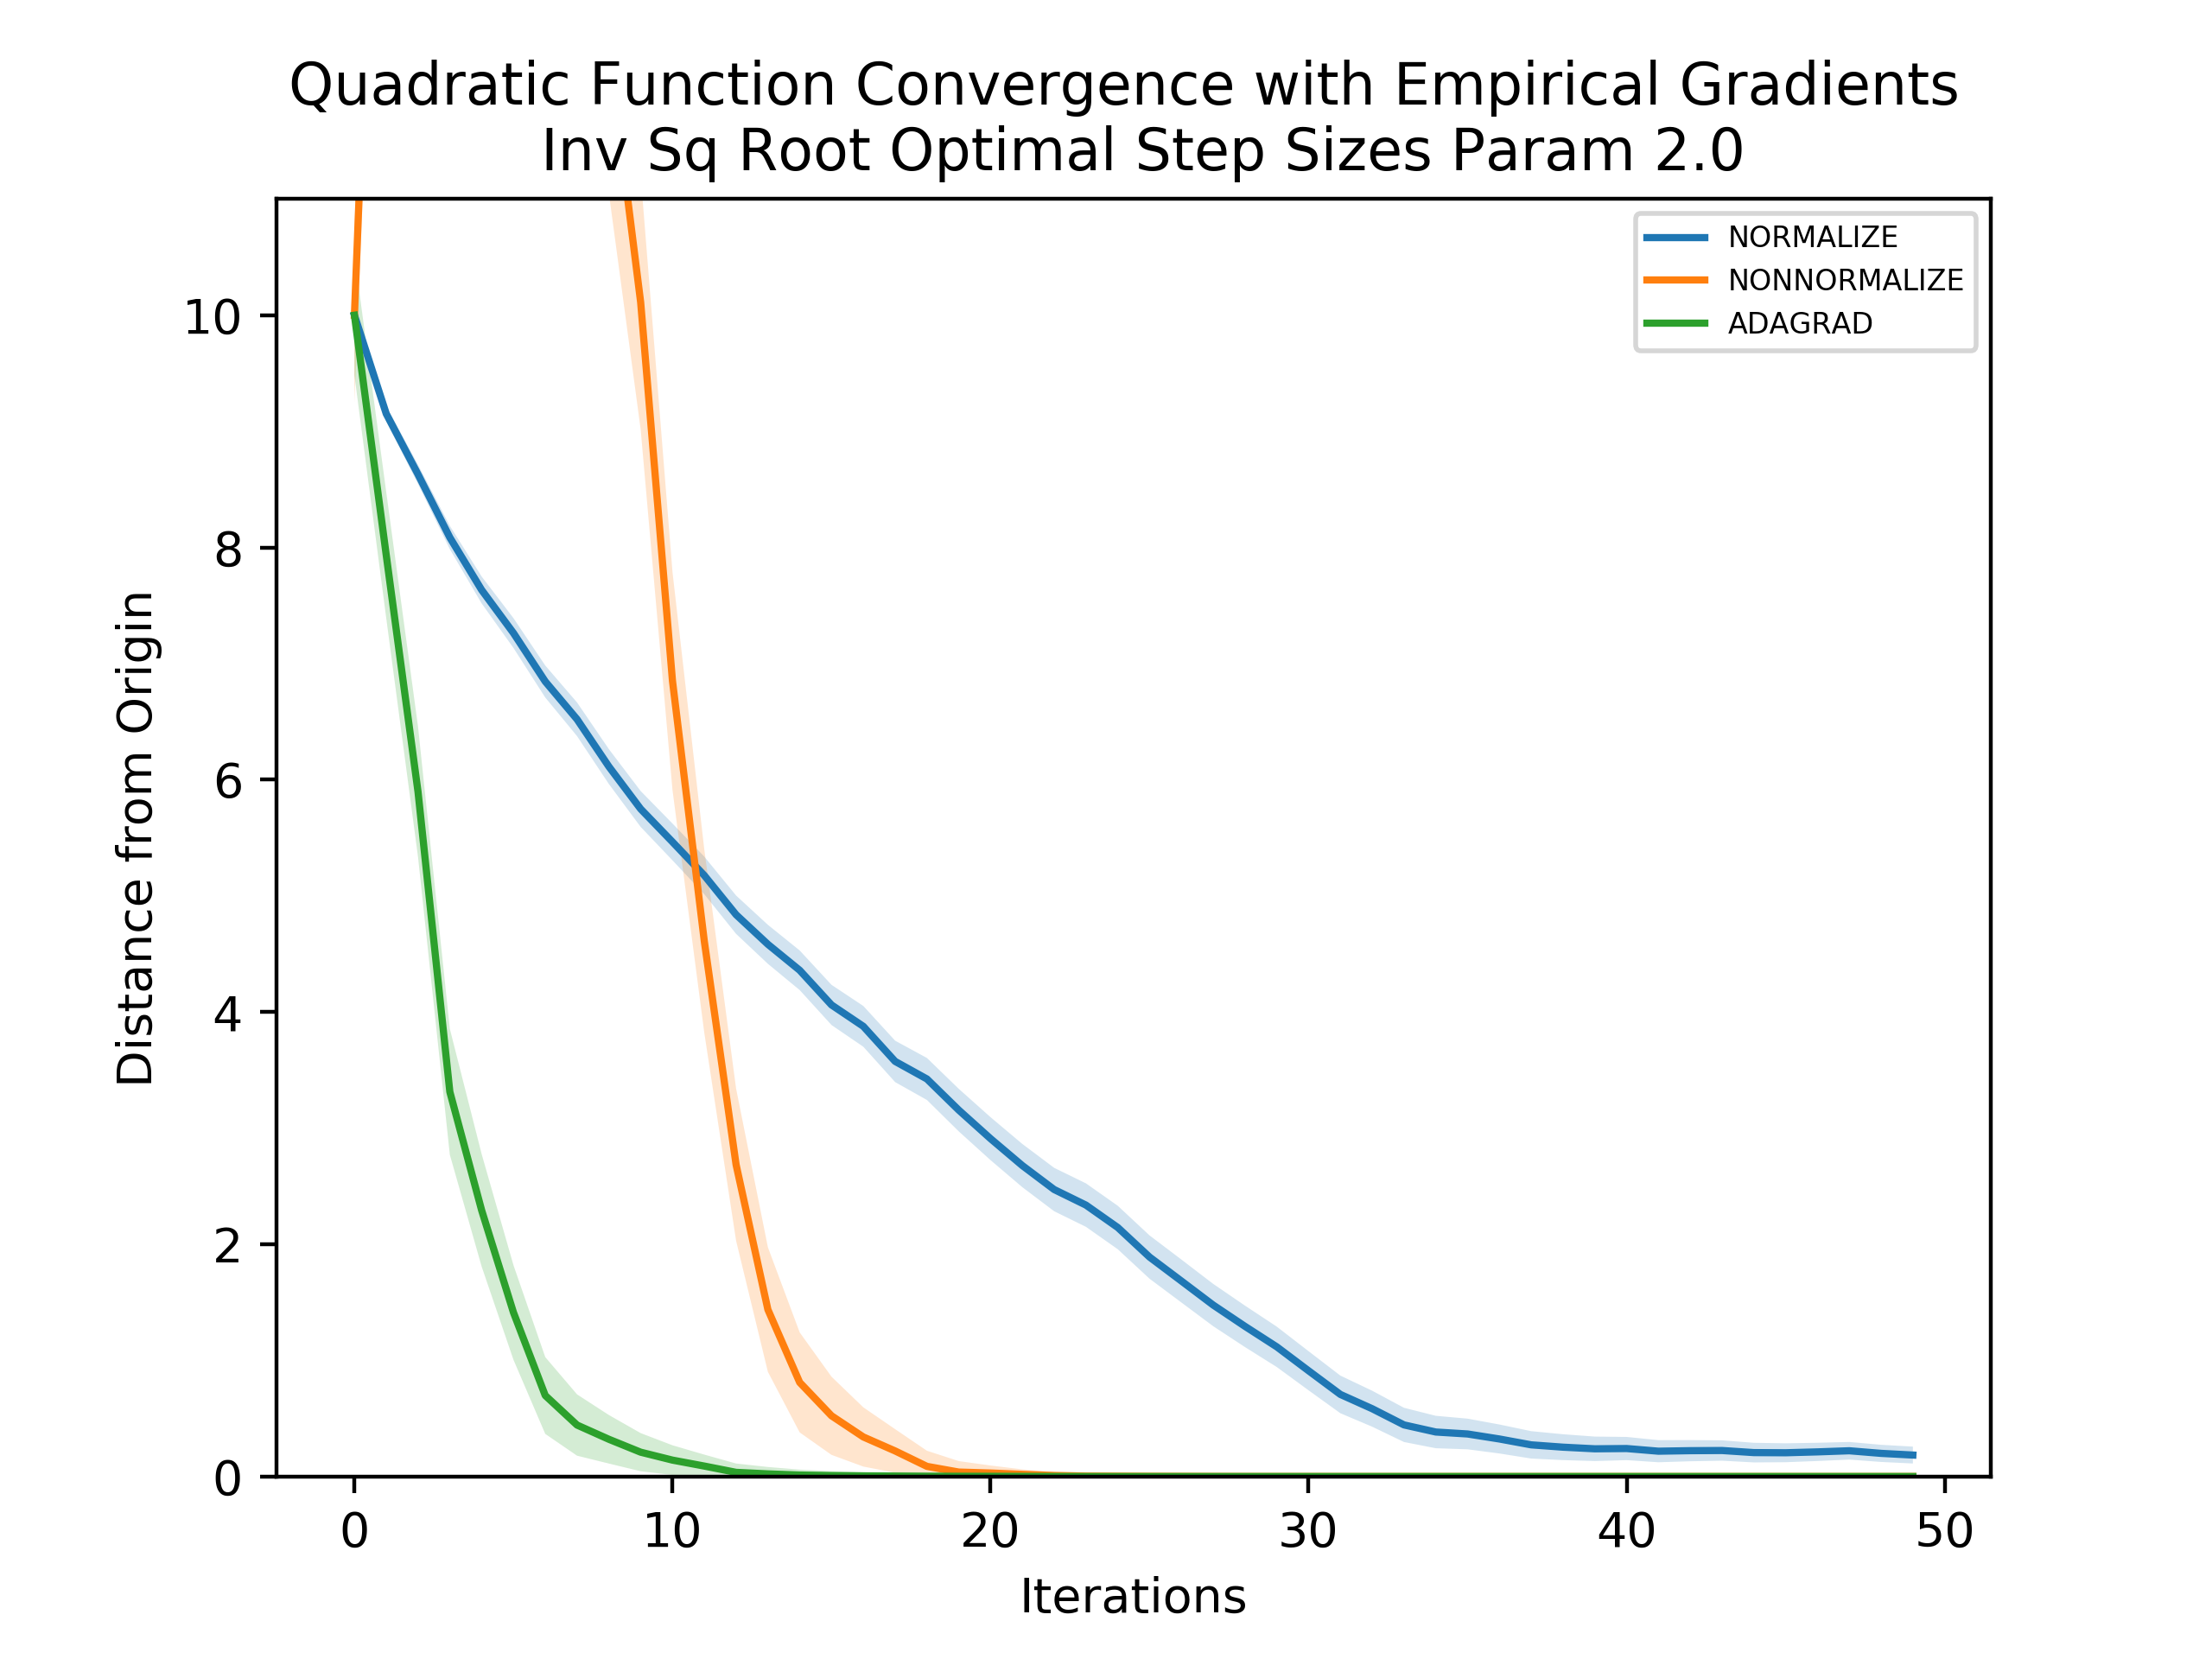 Quadratic Function Convergence with Empirical Gradients
Inv Sq Root Optimal Step Sizes Param 2.0
NORMALIZE
NONNORMALIZE
ADAGRAD
Distance from Origin
10
8
6
4
2
0
0 10 20 30 40 50
Iterations